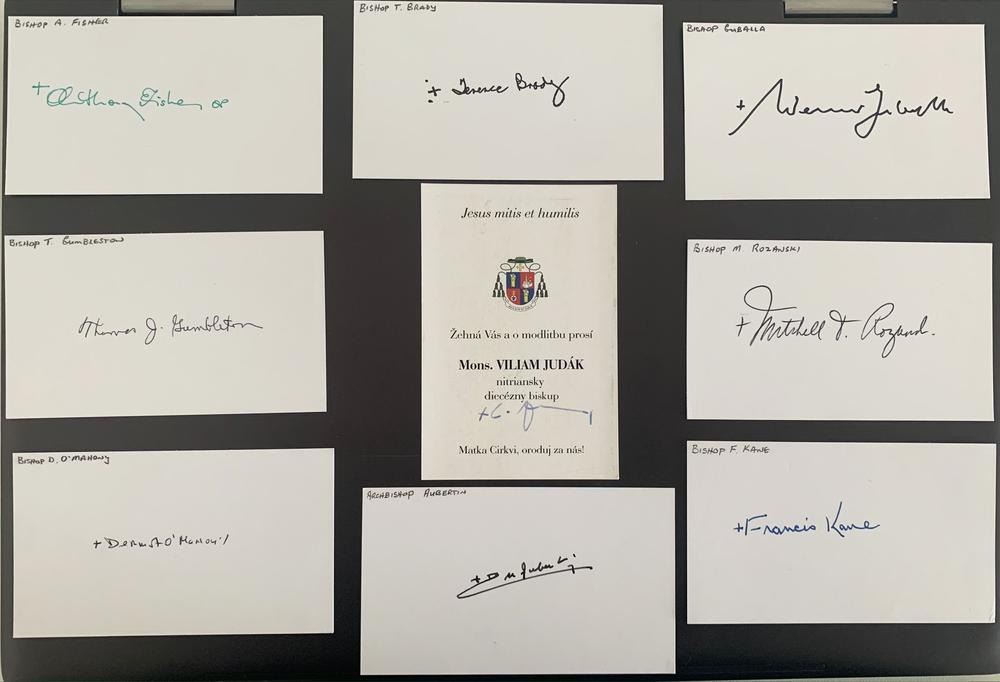 BISHOP A. FISHER
+ Anthony Fisher OP
BISHOP T. BRADY
+ Terence Brady
BISHOP GUBALLA
+ Werner Guballa
BISHOP T. GUMBLETON
Thomas J. Gumbleton
Jesus mitis et humilis
Žehná Vás a o modlitbu prosí
Mons. VILIAM JUDÁK
nitriansky
diecézny biskup
Matka Cirkvi, oroduj za nás!
BISHOP M. ROZANSKI
+ Mitchell T. Rozanski
BISHOP D. O'MAHONY
+ Dermot O'Mahony
ARCHBISHOP AUBERTIN
BISHOP F. KANE
+ Francis Kane